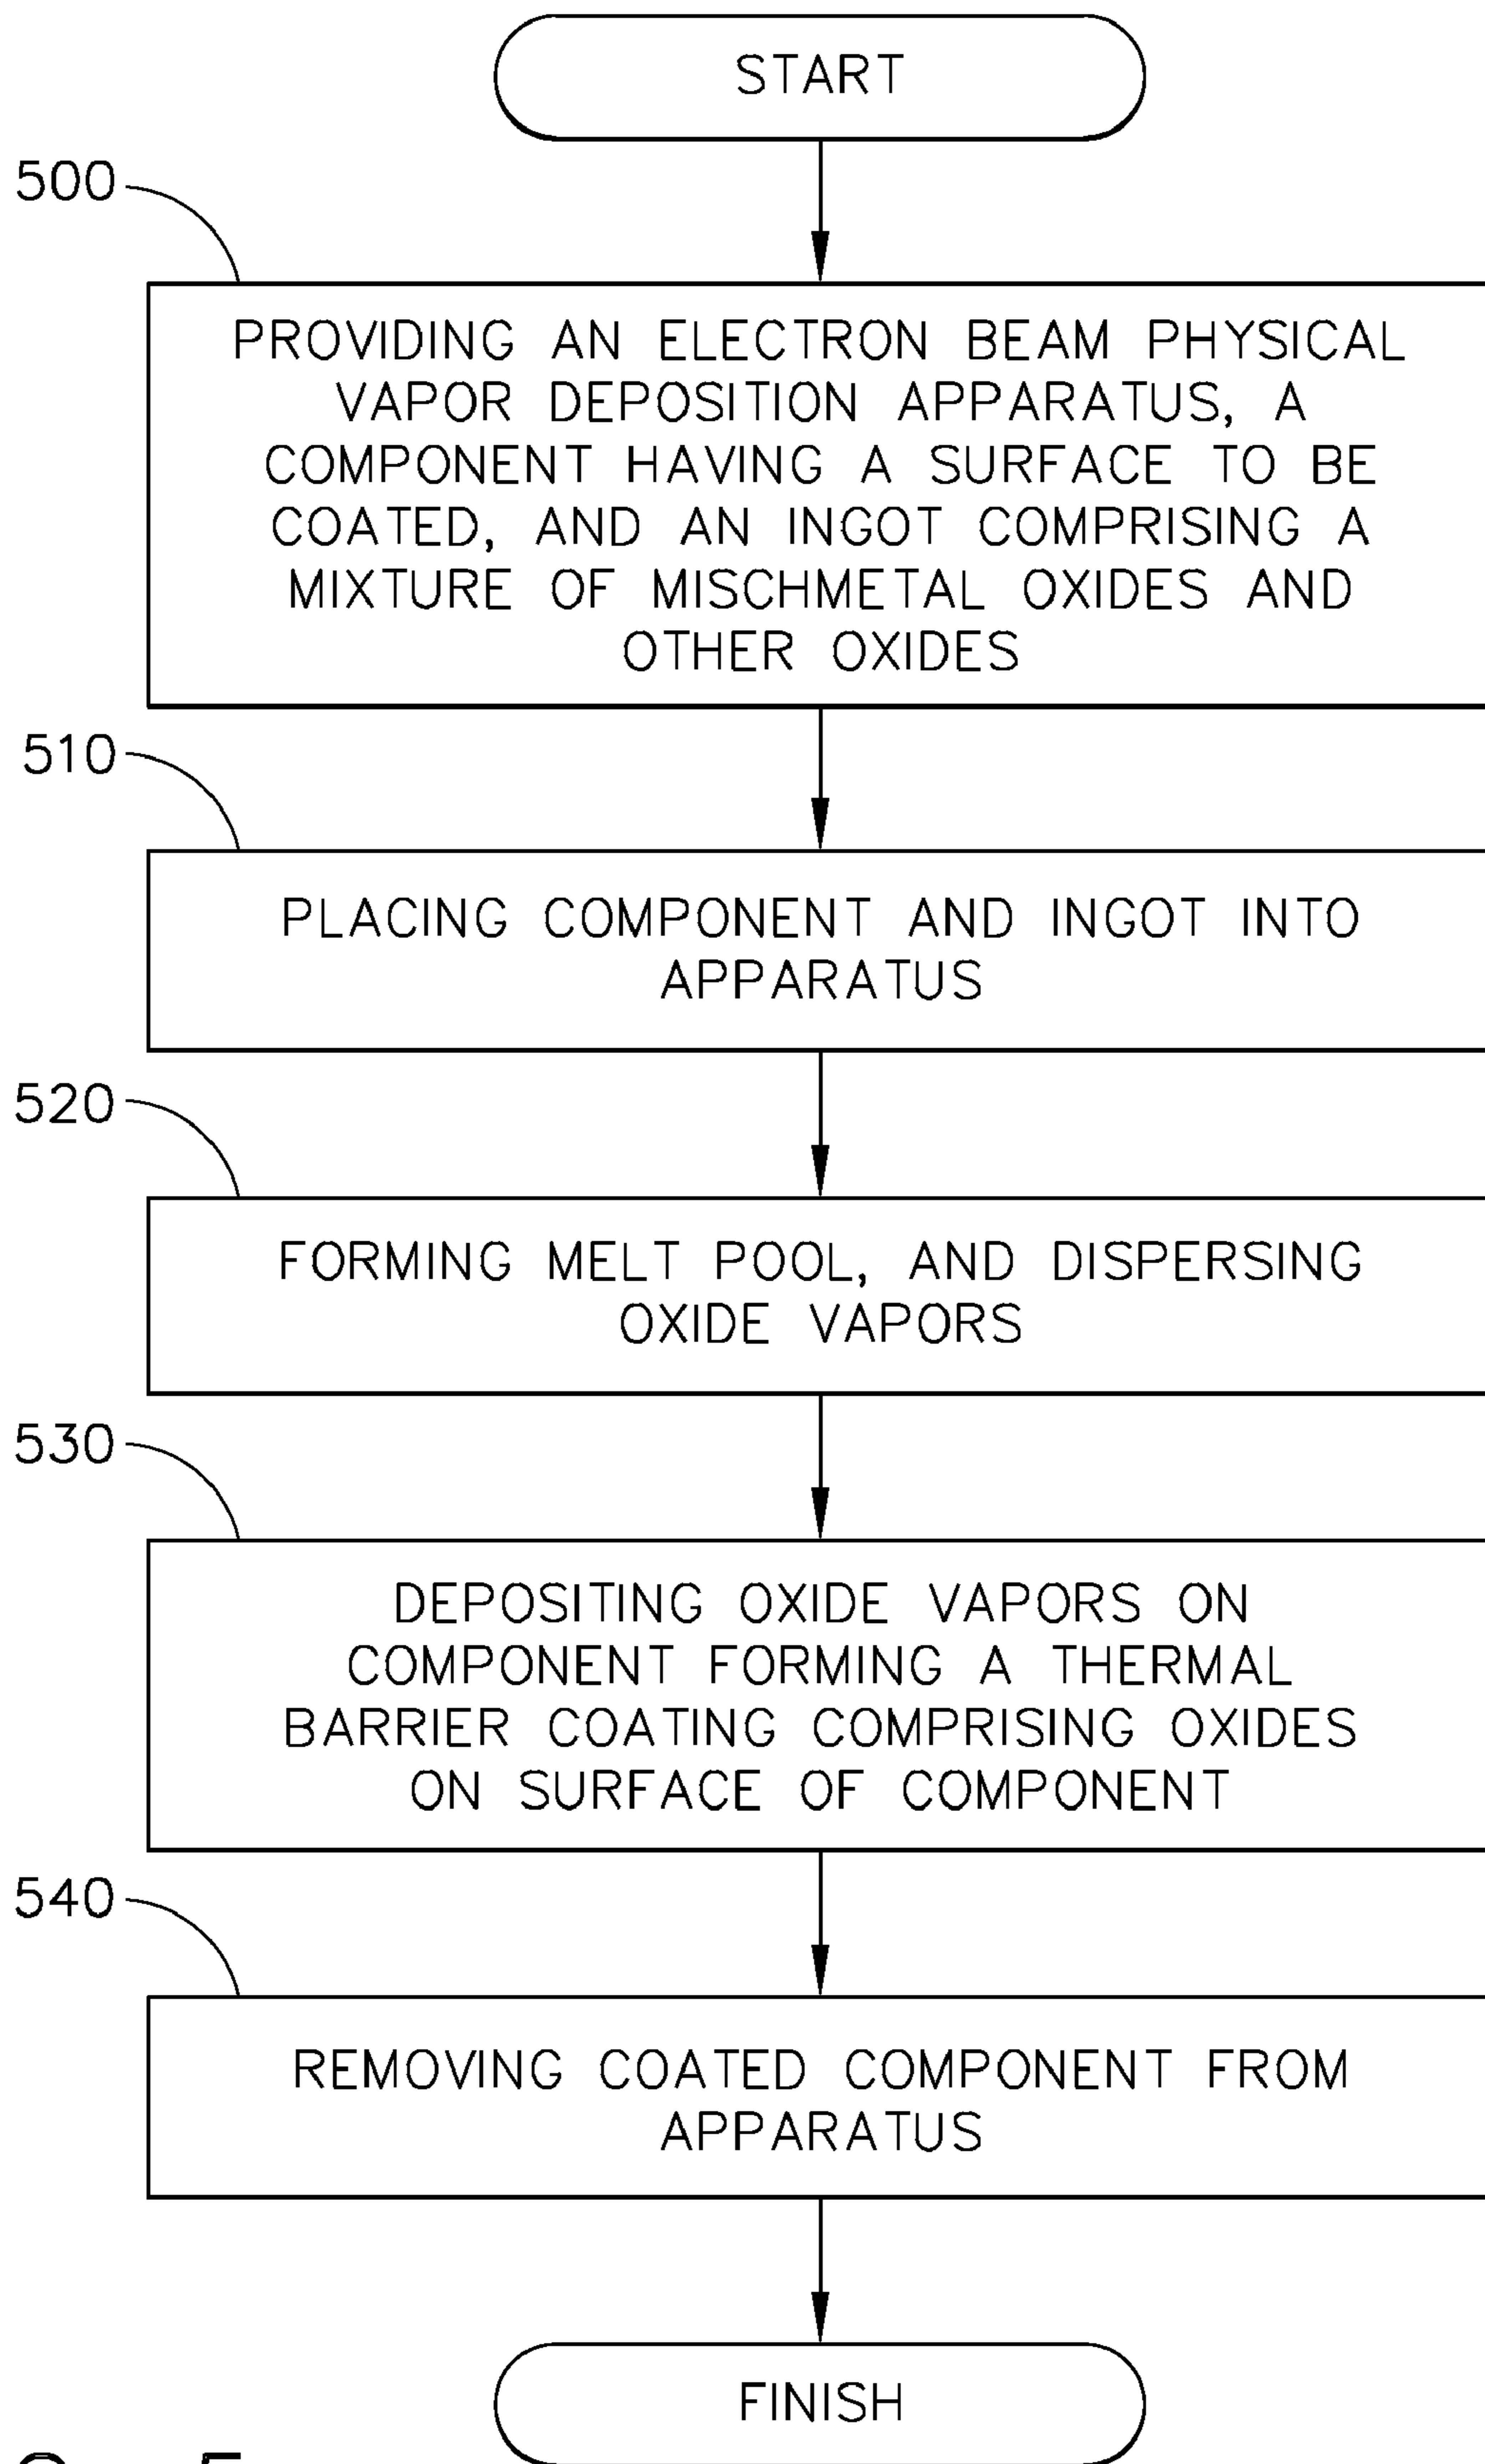 START
500
PROVIDING AN ELECTRON BEAM PHYSICAL
VAPOR DEPOSITION APPARATUS, A
COMPONENT HAVING A SURFACE TO BE
COATED, AND AN INGOT COMPRISING A
MIXTURE OF MISCHMETAL OXIDES AND
OTHER OXIDES
510
PLACING COMPONENT AND INGOT INTO
APPARATUS
520
FORMING MELT POOL, AND DISPERSING
OXIDE VAPORS
530
DEPOSITING OXIDE VAPORS ON
COMPONENT FORMING A THERMAL
BARRIER COATING COMPRISING OXIDES
ON SURFACE OF COMPONENT
540
REMOVING COATED COMPONENT FROM
APPARATUS
FINISH